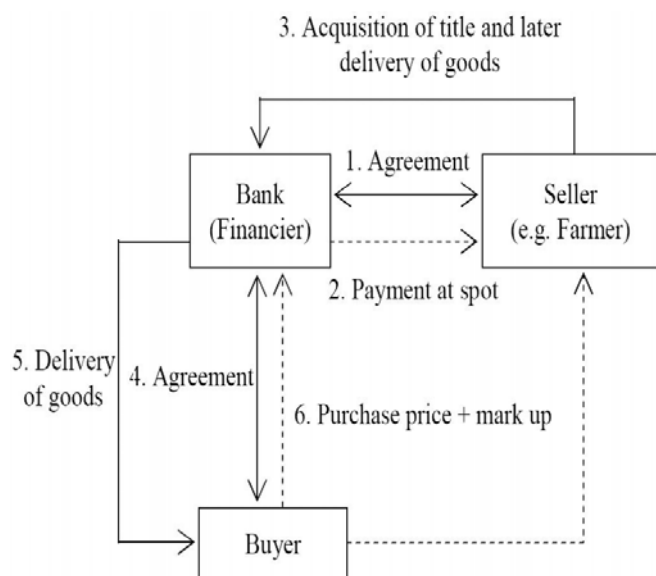 3. Acquisition of title and later
delivery of goods
1. Agreement
Bank
(Financier)
Seller
(e.g. Farmer)
2. Payment at spot
5. Delivery
of goods
4. Agreement
6. Purchase price + mark up
Buyer